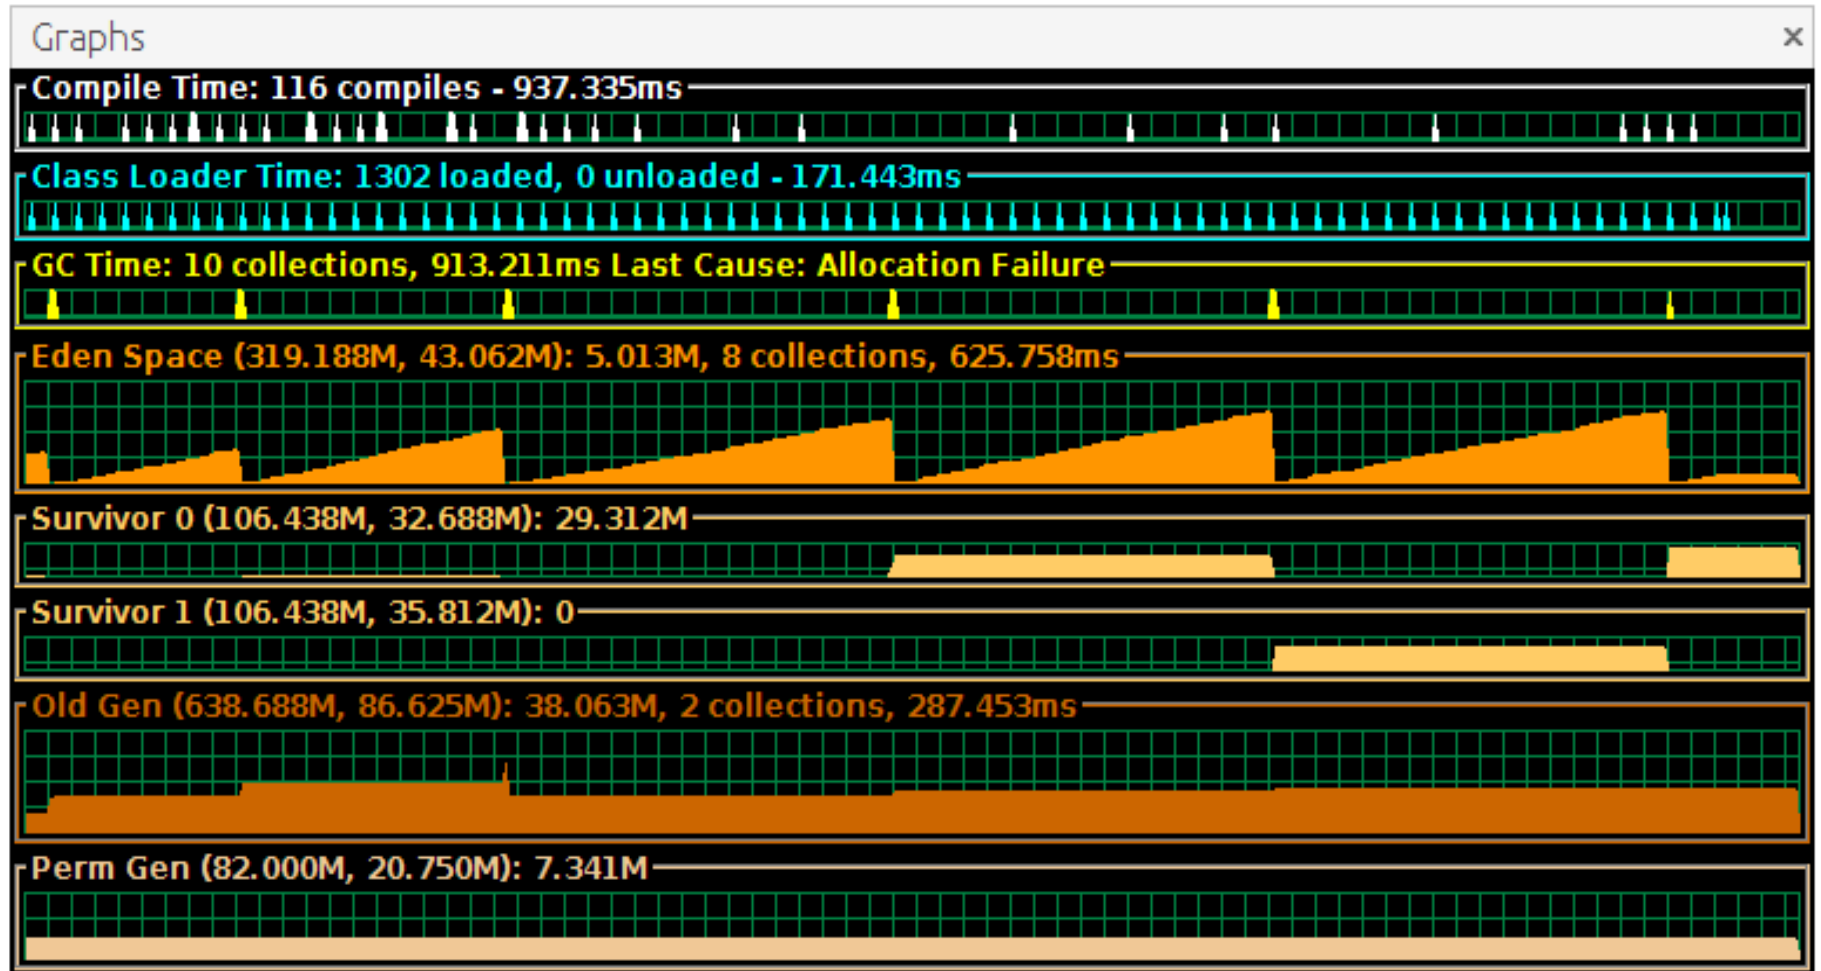 Graphs
Compile Time: 116 compiles - 937.335ms
Class Loader Time: 1302 loaded, 0 unloaded - 171.443ms
GC Time: 10 collections, 913.211ms Last Cause: Allocation Failure
Eden Space (319.188M, 43.062M): 5.013M, 8 collections, 625.758ms
Survivor 0 (106.438M, 32.688M): 29.312M
Survivor 1 (106.438M, 35.812M): 0
Old Gen (638.688M, 86.625M): 38.063M, 2 collections, 287.453ms
Perm Gen (82.000M, 20.750M): 7.341M